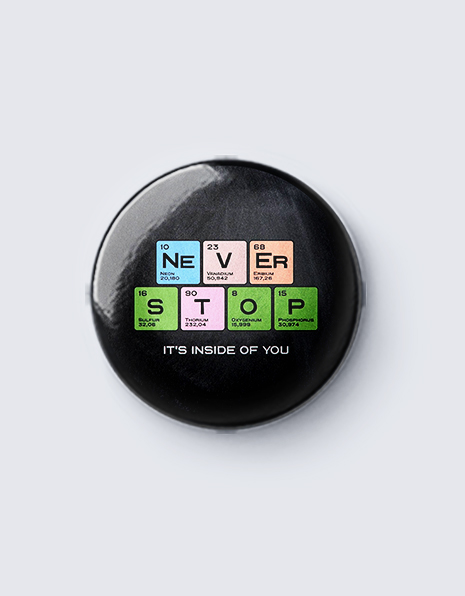 10 23 68
Ne V Er
Neon Vanadium Erbium
20,180 50,942 167,26
16 90 8 15
S T O P
Sulfur Thorium Oxygenium Phosphorus
32,06 232,04 15,999 30,974
IT'S INSIDE OF YOU